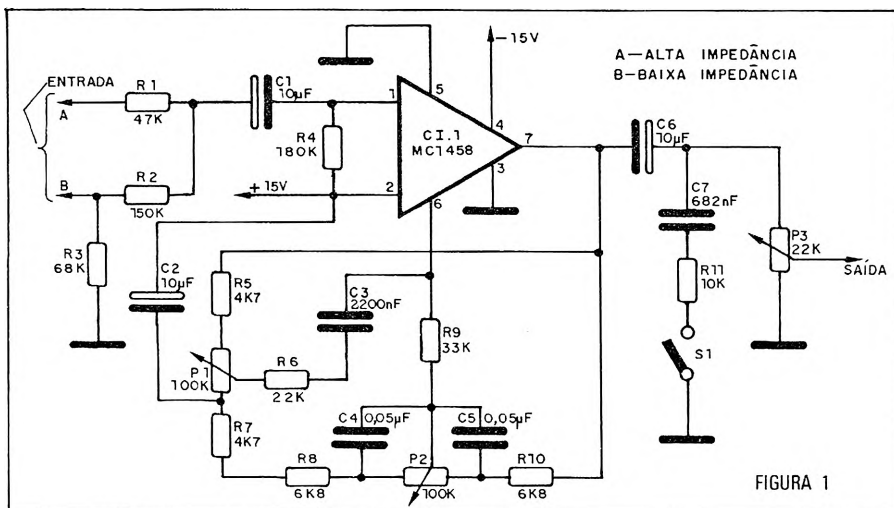 −15V
A—ALTA IMPEDÂNCIA
B—BAIXA IMPEDÂNCIA
ENTRADA
A
R1
47K
C1
10µF
1
5
4
CI.1
MC1458
7
C6
10µF
R4
180K
B
R2
150K
+15V
2
3
6
C7
682nF
P3
22K
SAÍDA
R3
68K
C2
10µF
R5
4K7
C3
2200nF
R9
33K
R11
10K
P1
100K
R6
22K
S1
R7
4K7
C4
0,05µF
C5
0,05µF
R8
6K8
P2
100K
R10
6K8
FIGURA 1